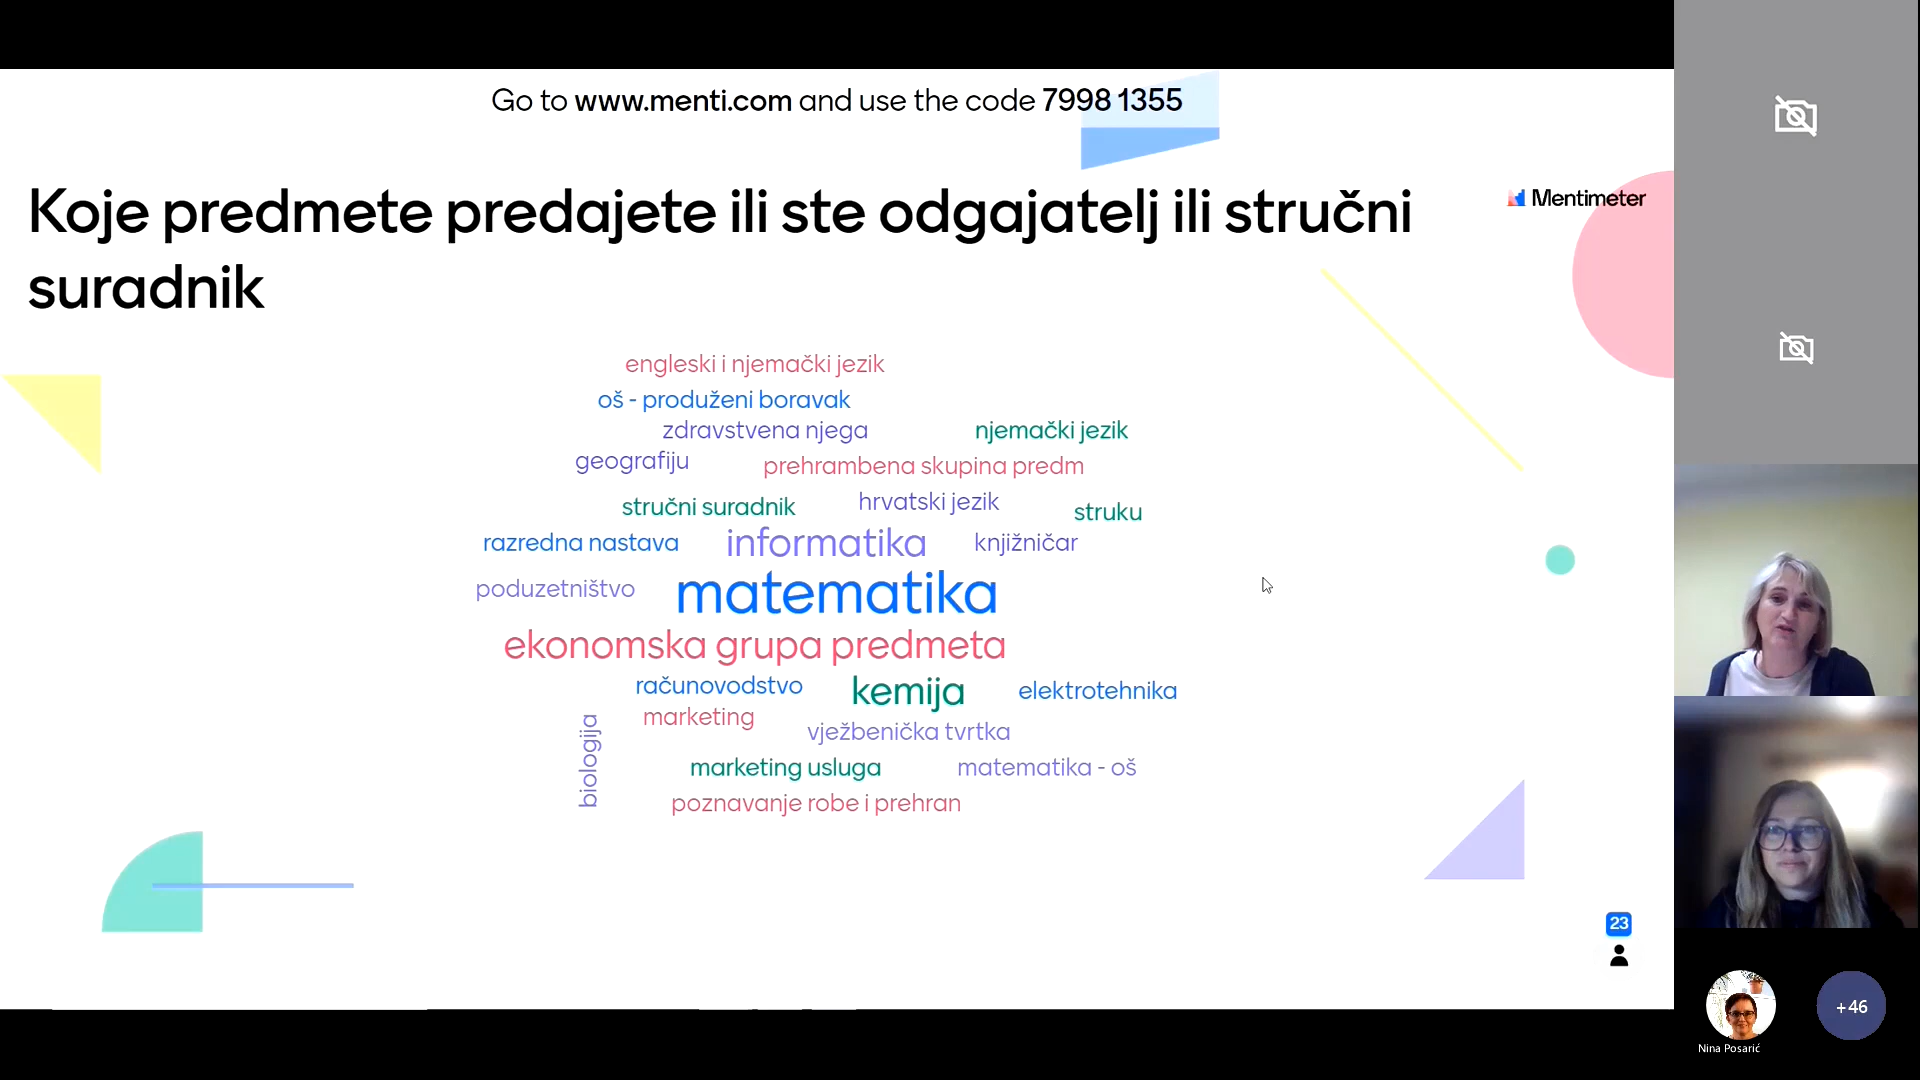 Go to www.menti.com and use the code 7998 1355
Koje predmete predajete ili ste odgajatelj ili stručni
suradnik
Mentimeter
engleski i njemački jezik
oš - produženi boravak
zdravstvena njega
njemački jezik
geografiju
prehrambena skupina predm
stručni suradnik
hrvatski jezik
struku
razredna nastava
informatika
knjižničar
poduzetništvo
matematika
ekonomska grupa predmeta
računovodstvo
kemija
elektrotehnika
marketing
biologija
vježbenička tvrtka
marketing usluga
matematika - oš
poznavanje robe i prehran
23
+46
Nina Posarić